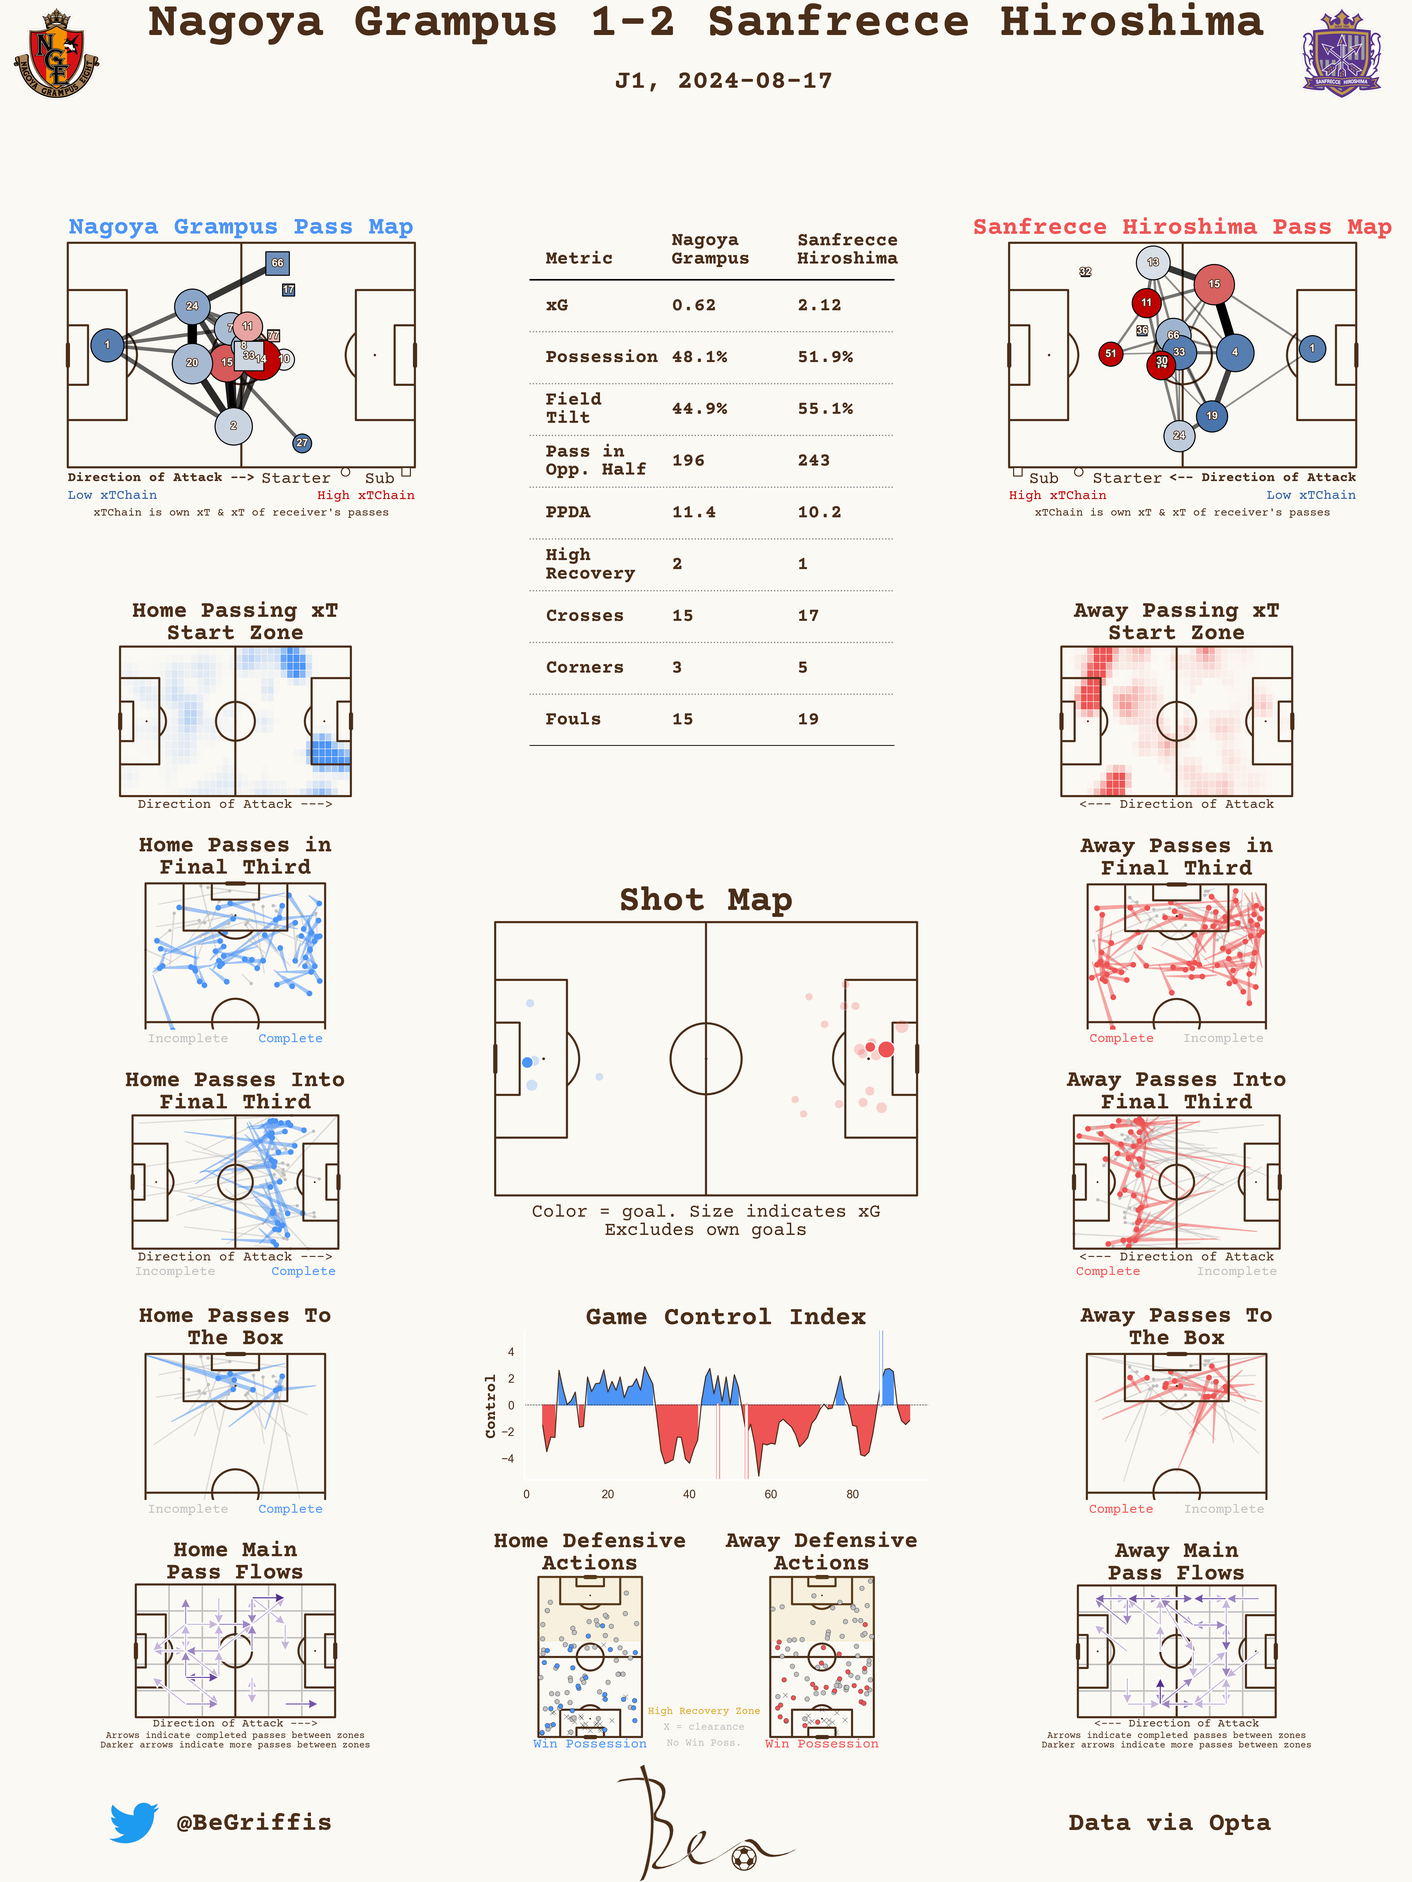 Nagoya Grampus 1-2 Sanfrecce Hiroshima
J1, 2024-08-17
NAGOYA GRAMPUS EIGHT
SANFRECCE HIROSHIMA
Nagoya Grampus Pass Map
66
17
24
7
11
77
1
8
33
20
15
14
10
2
27
Direction of Attack --> Starter Sub
Low xTChain High xTChain
xTChain is own xT & xT of receiver's passes
Metric Nagoya Grampus Sanfrecce Hiroshima
xG 0.62 2.12
Possession 48.1% 51.9%
Field Tilt 44.9% 55.1%
Pass in Opp. Half 196 243
PPDA 11.4 10.2
High Recovery 2 1
Crosses 15 17
Corners 3 5
Fouls 15 19
Sanfrecce Hiroshima Pass Map
13
32
15
11
36
66
51
33
30
4
1
19
24
Sub Starter <-- Direction of Attack
High xTChain Low xTChain
xTChain is own xT & xT of receiver's passes
Home Passing xT
Start Zone
Direction of Attack --->
Away Passing xT
Start Zone
<--- Direction of Attack
Home Passes in
Final Third
Incomplete Complete
Away Passes in
Final Third
Complete Incomplete
Shot Map
Color = goal. Size indicates xG
Excludes own goals
Home Passes Into
Final Third
Direction of Attack --->
Incomplete Complete
Away Passes Into
Final Third
<--- Direction of Attack
Complete Incomplete
Home Passes To
The Box
Incomplete Complete
Game Control Index
Control
4
2
0
−2
−4
0 20 40 60 80
Away Passes To
The Box
Complete Incomplete
Home Main
Pass Flows
Direction of Attack --->
Arrows indicate completed passes between zones
Darker arrows indicate more passes between zones
Home Defensive
Actions
Win Possession
High Recovery Zone
X = clearance
No Win Poss.
Away Defensive
Actions
Win Possession
Away Main
Pass Flows
<--- Direction of Attack
Arrows indicate completed passes between zones
Darker arrows indicate more passes between zones
@BeGriffis
Ben
Data via Opta